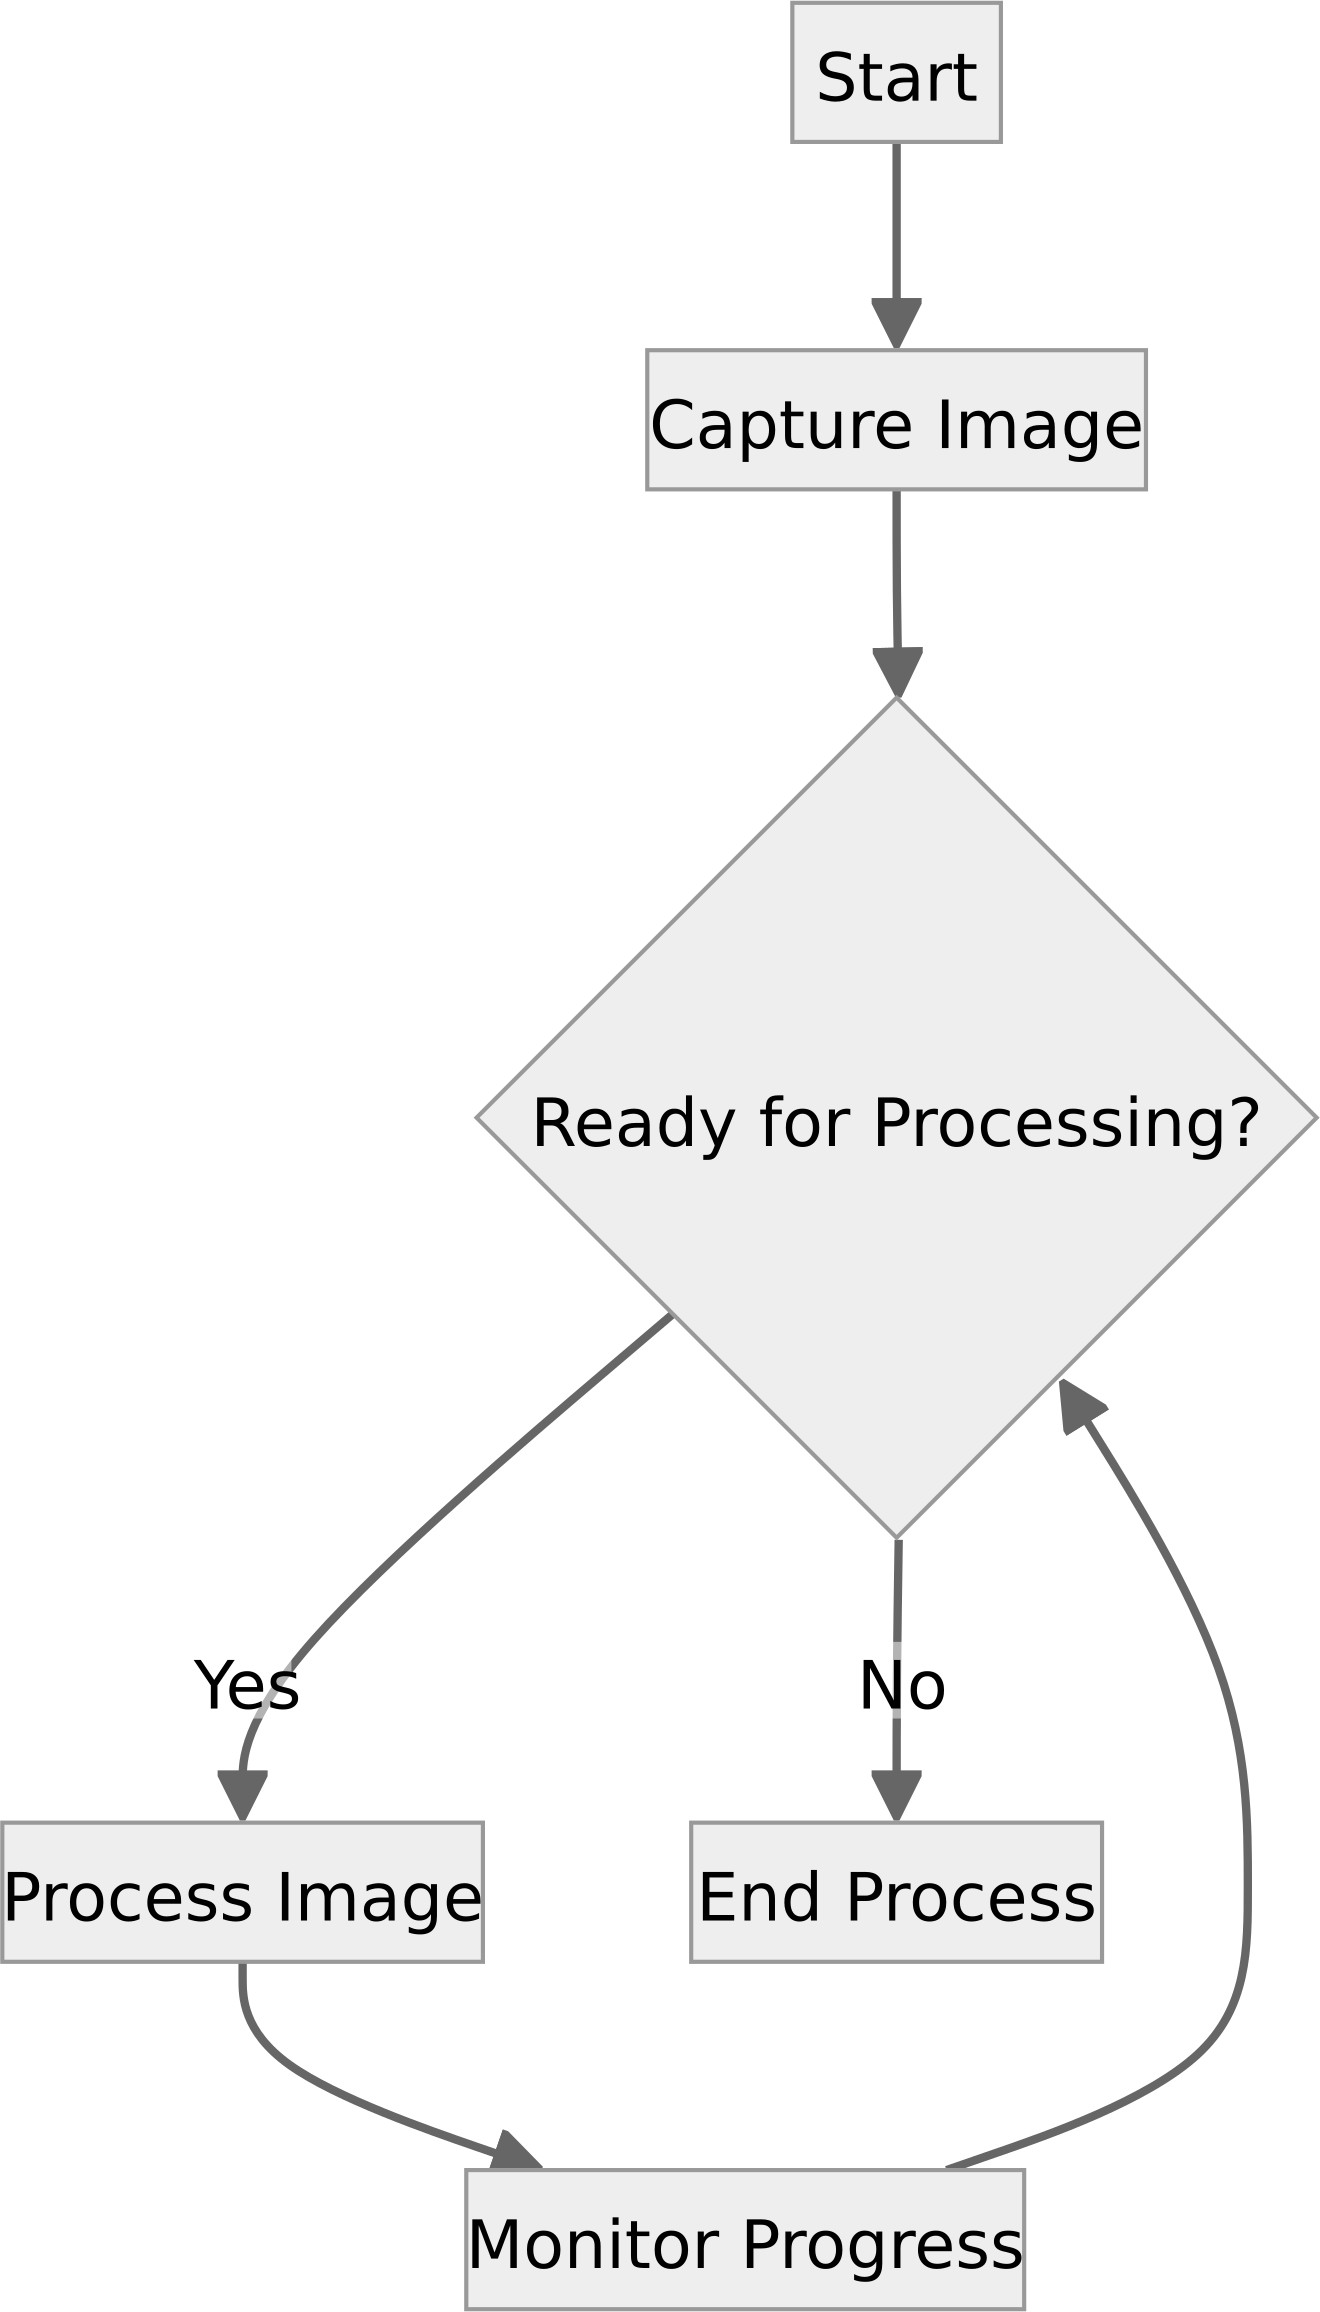 Start
Capture Image
Ready for Processing?
Yes
No
Process Image
End Process
Monitor Progress